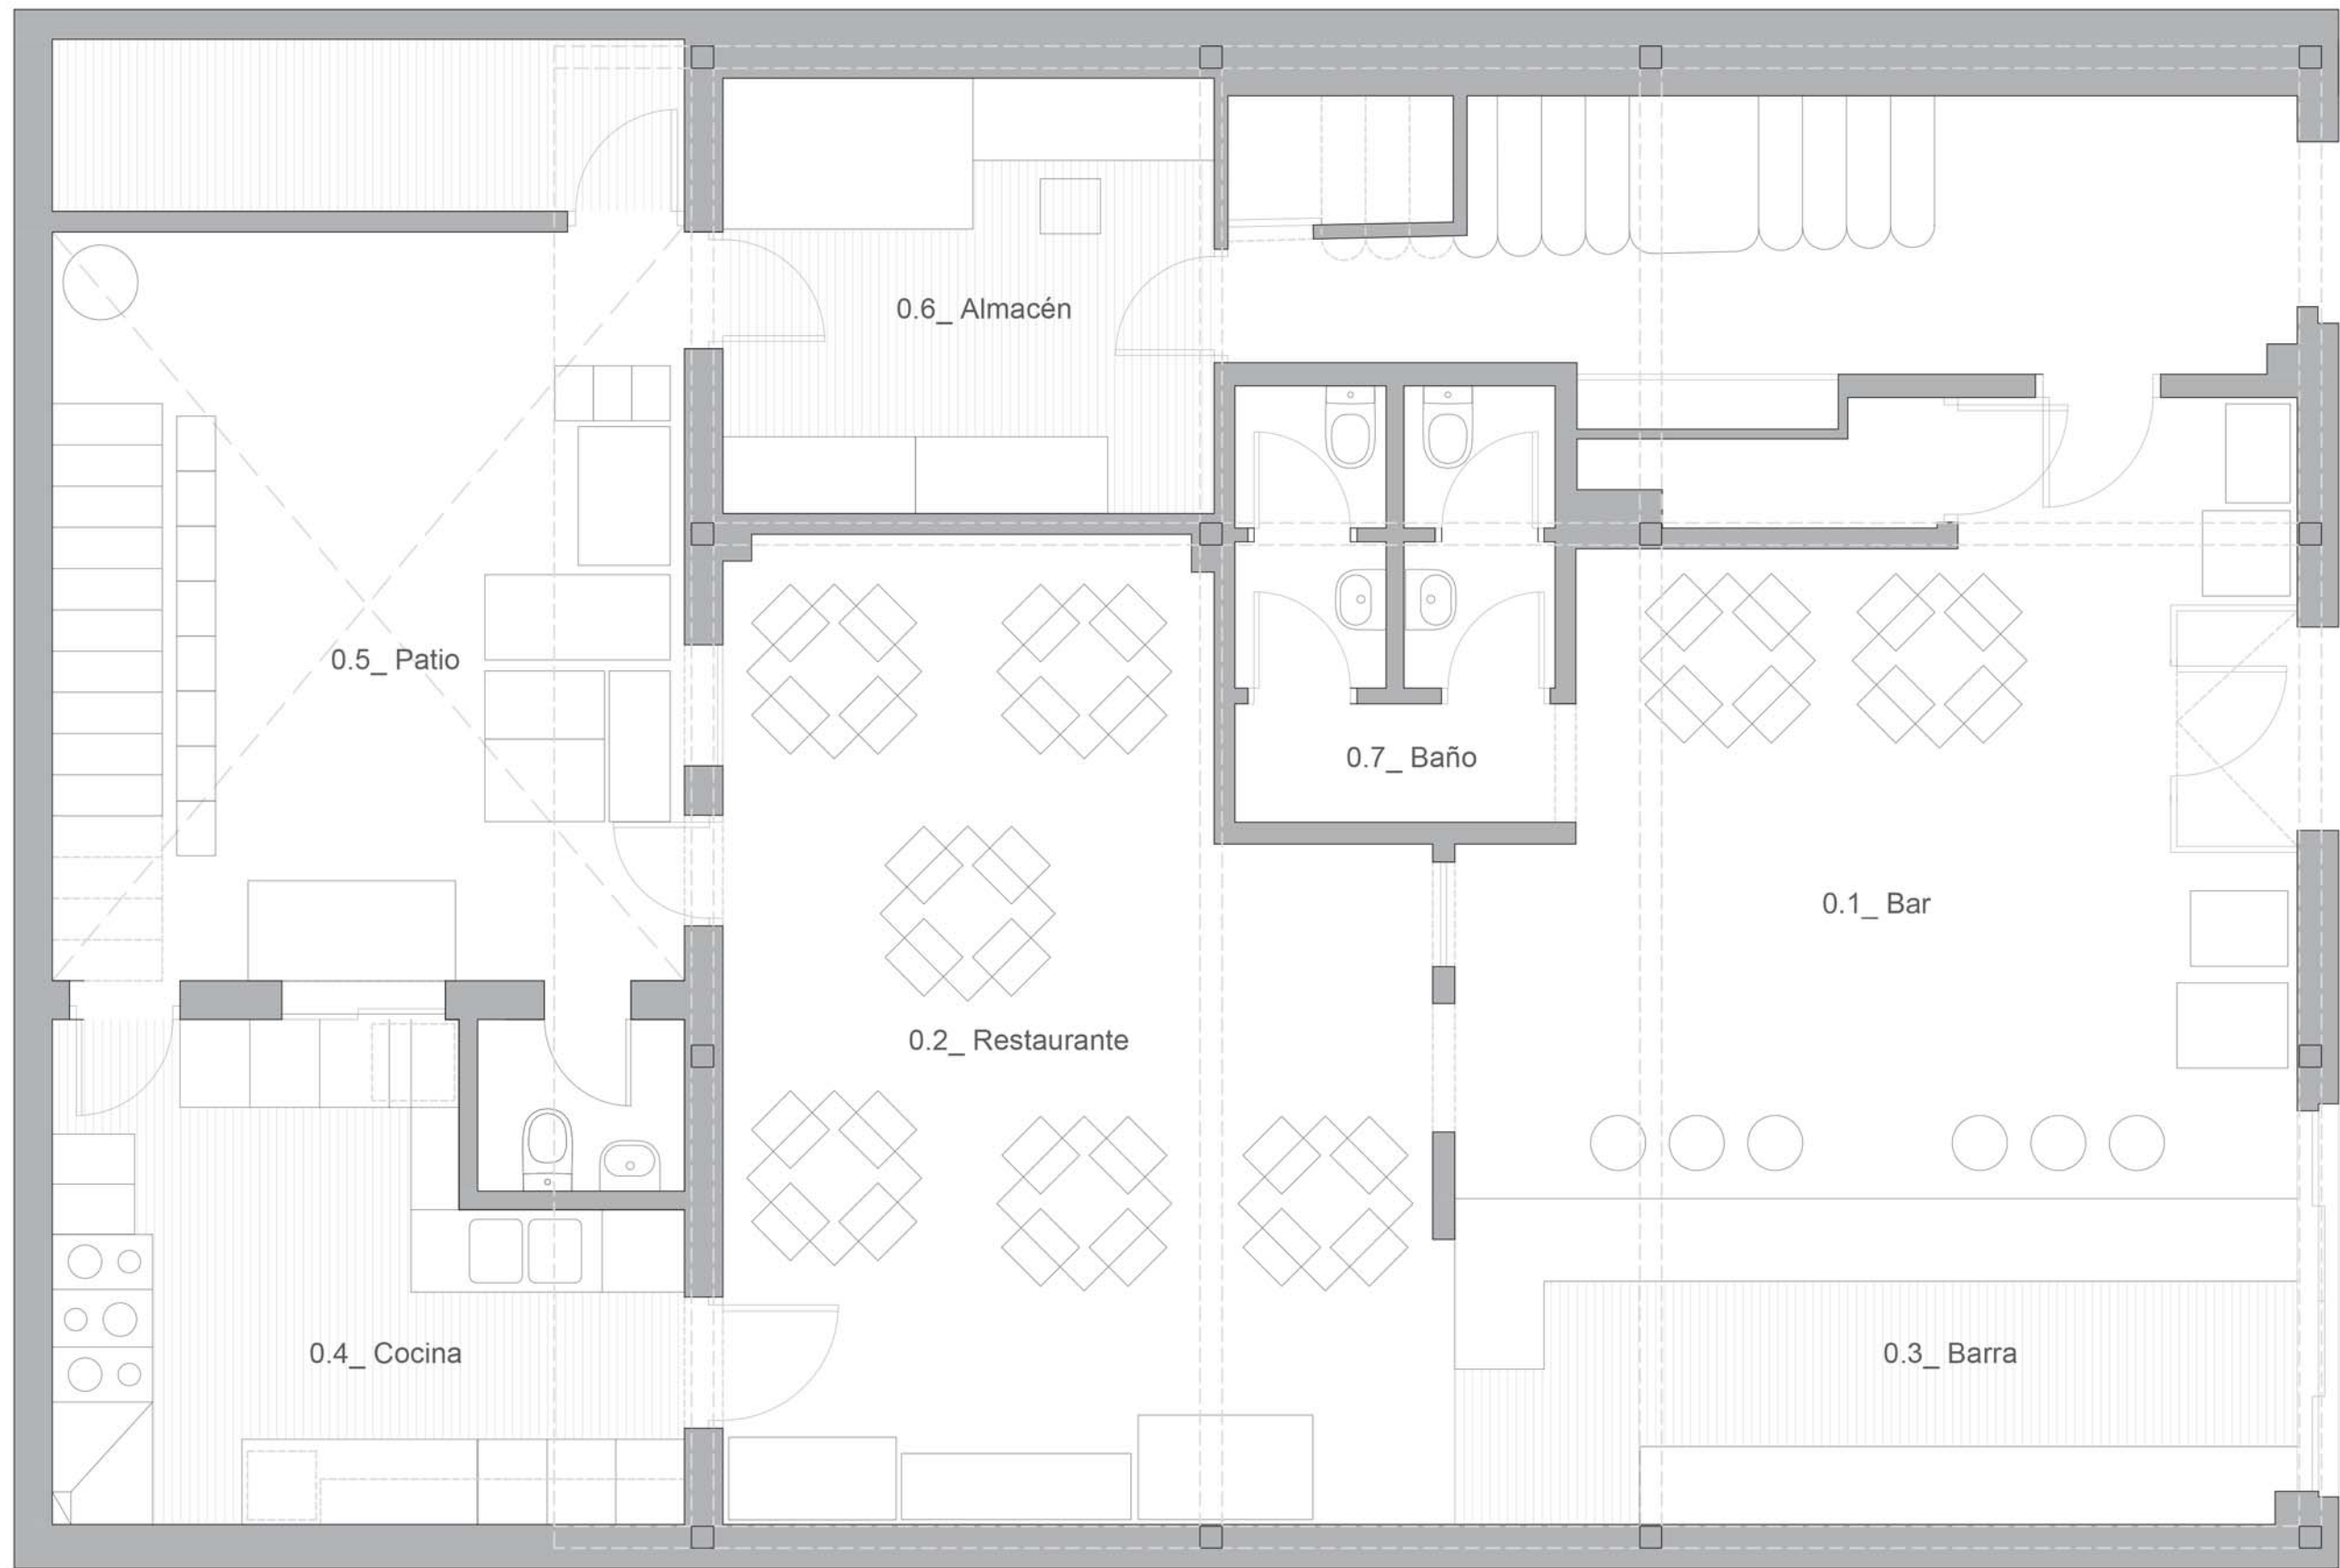 0.6_ Almacén
0.5_ Patio
0.7_ Baño
0.1_ Bar
0.2_ Restaurante
0.4_ Cocina
0.3_ Barra